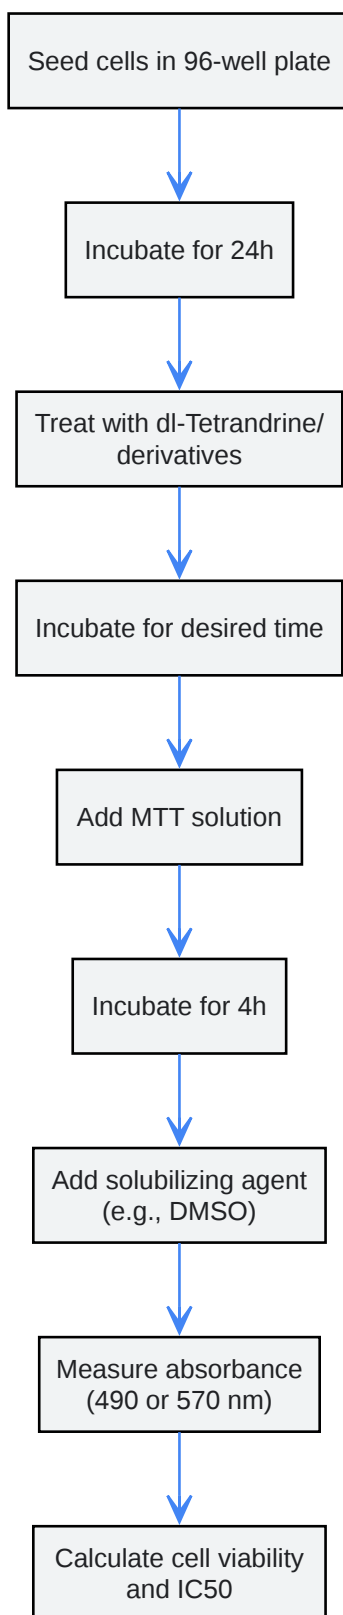 Seed cells in 96-well plate
Incubate for 24h
Treat with dl-Tetrandrine/
derivatives
Incubate for desired time
Add MTT solution
Incubate for 4h
Add solubilizing agent
(e.g., DMSO)
Measure absorbance
(490 or 570 nm)
Calculate cell viability
and IC50